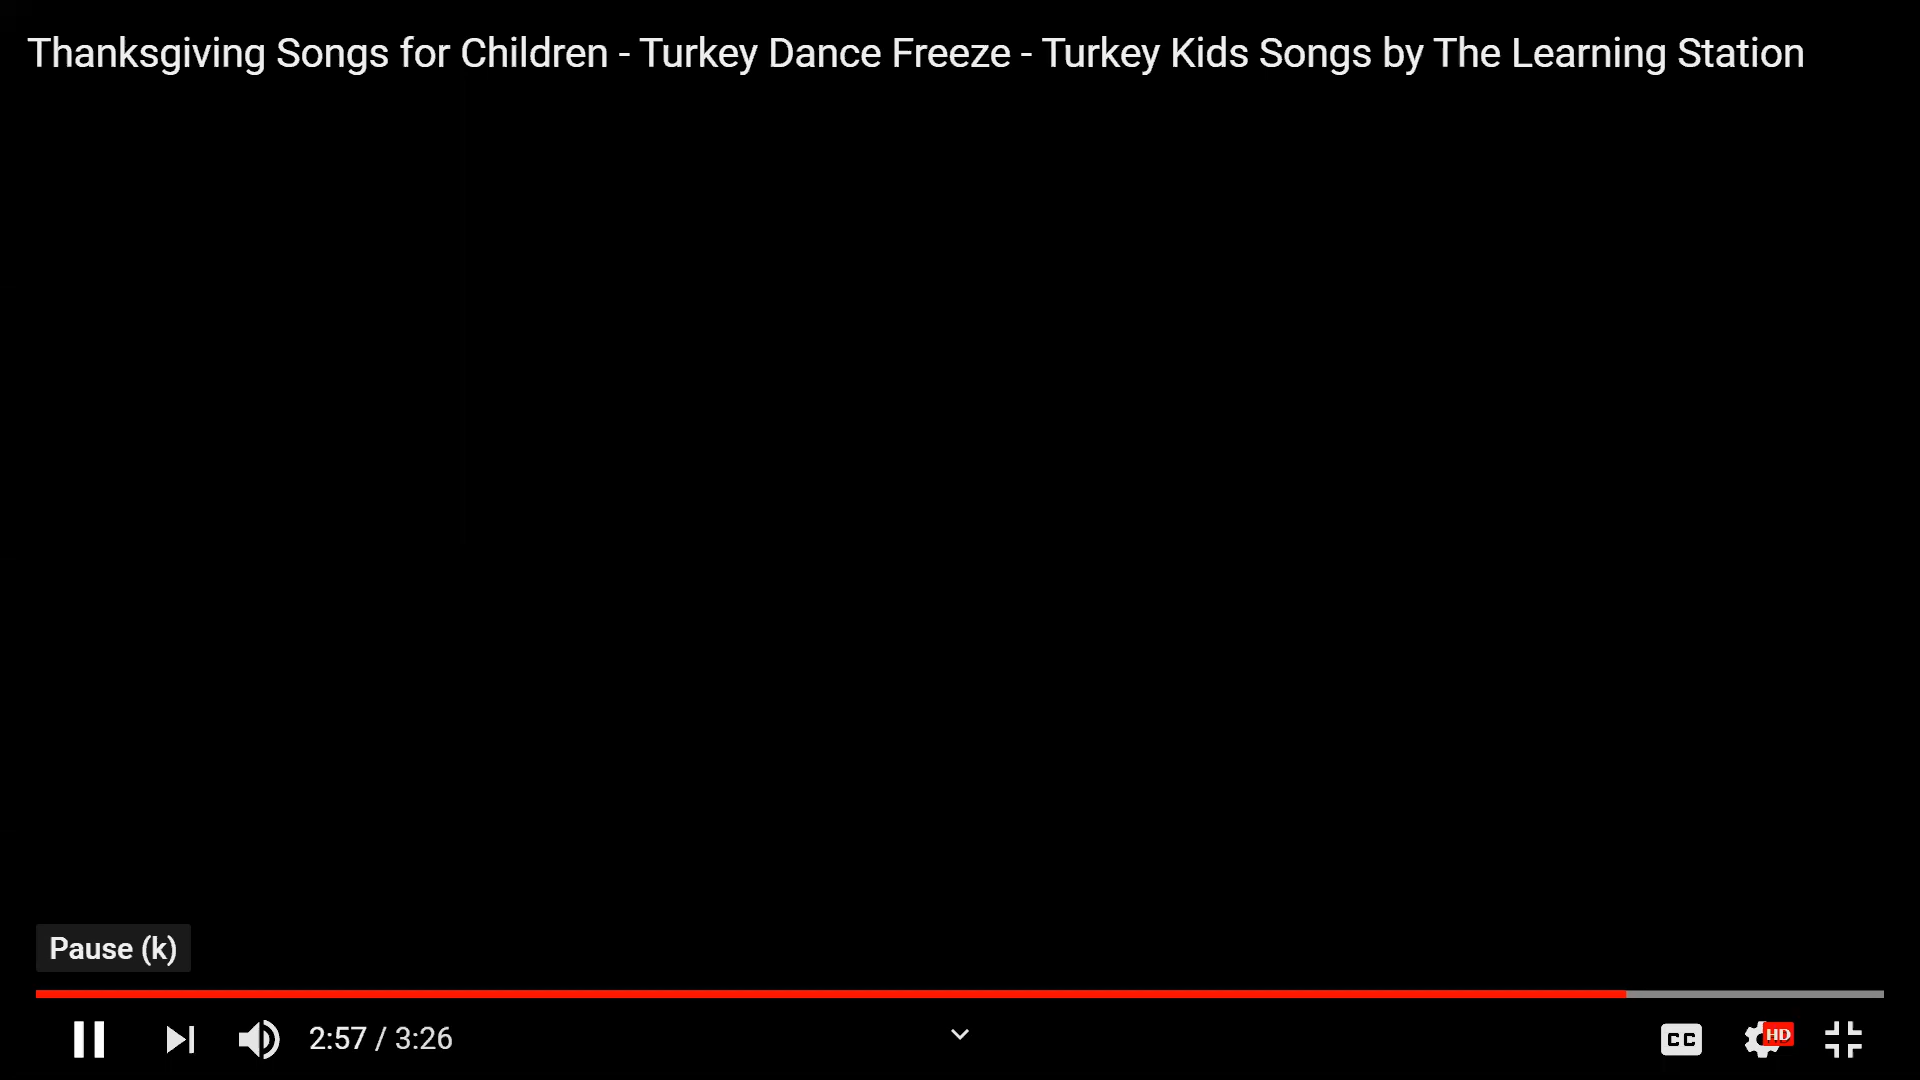 Thanksgiving Songs for Children - Turkey Dance Freeze - Turkey Kids Songs by The Learning Station
Pause (k)
2:57 / 3:26
CC
HD